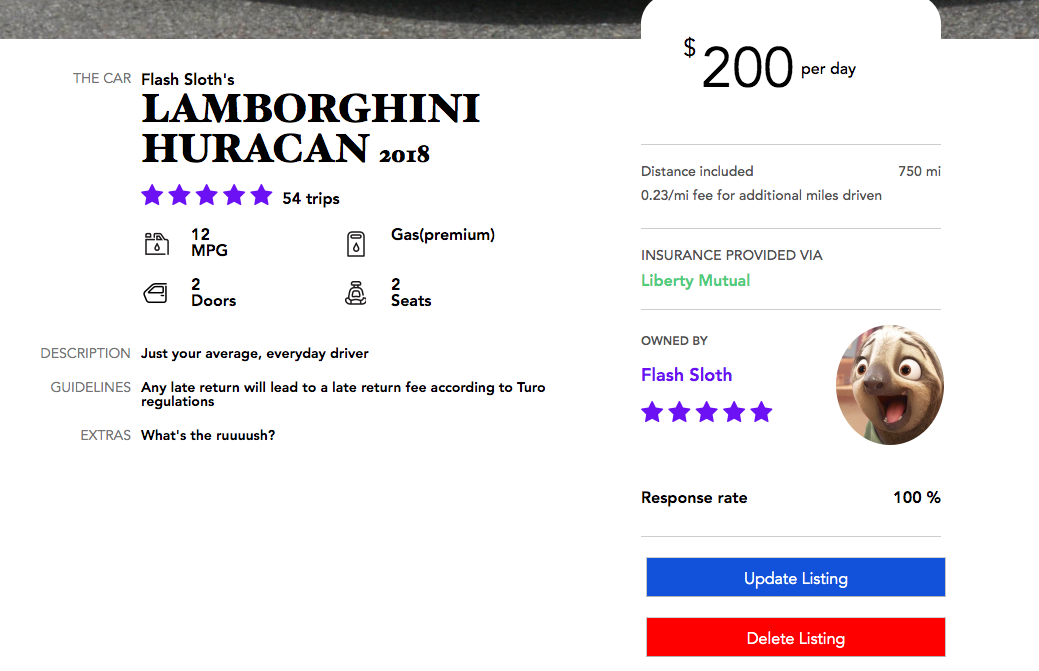 THE CAR
Flash Sloth's
LAMBORGHINI
HURACAN 2018
54 trips
12
MPG
Gas(premium)
2
Doors
2
Seats
DESCRIPTION
Just your average, everyday driver
GUIDELINES
Any late return will lead to a late return fee according to Turo
regulations
EXTRAS
What's the ruuuush?
$200 per day
Distance included 750 mi
0.23/mi fee for additional miles driven
INSURANCE PROVIDED VIA
Liberty Mutual
OWNED BY
Flash Sloth
Response rate 100 %
Update Listing
Delete Listing